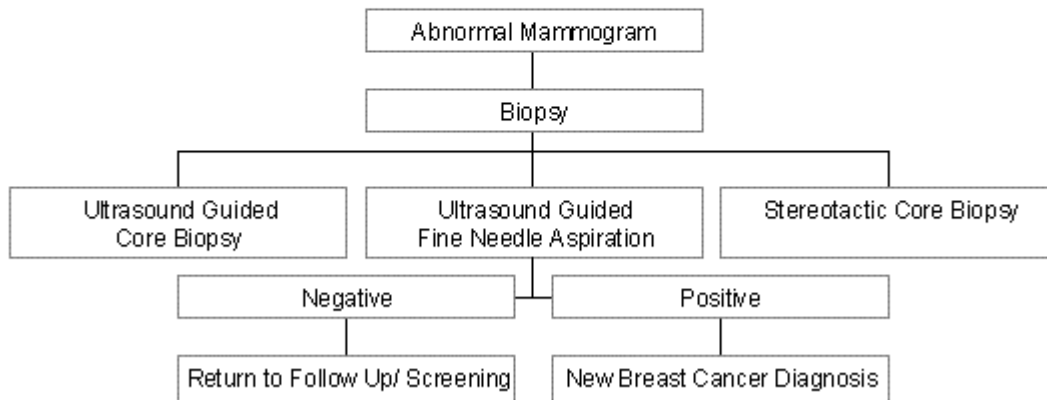 Abnormal Mammogram
Biopsy
Ultrasound Guided
Core Biopsy
Ultrasound Guided
Fine Needle Aspiration
Stereotactic Core Biopsy
Negative
Positive
Return to Follow Up/ Screening
New Breast Cancer Diagnosis